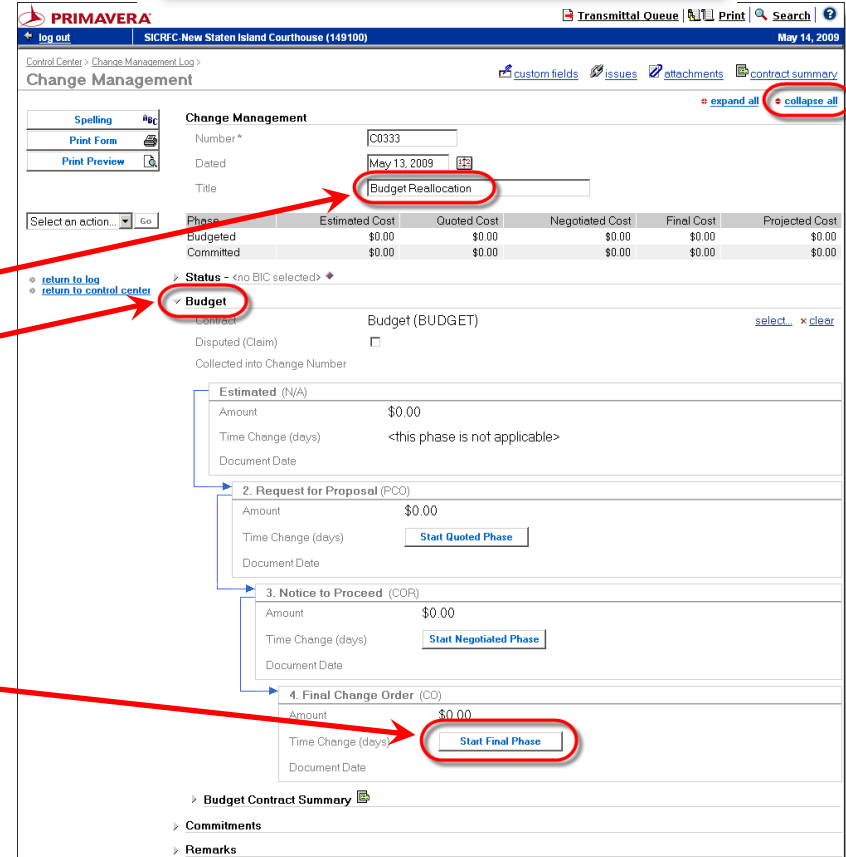 PRIMAVERA
Transmittal Queue | Print | Search
log out SICRFC-New Staten Island Courthouse (149100) May 14, 2009
Control Center > Change Management Log >
Change Management custom fields issues attachments contract summary
expand all collapse all
Spelling ABC Change Management
Print Form Number* C0333
Print Preview Dated May 13, 2009
Title Budget Reallocation
Select an action... Go Phase Estimated Cost Quoted Cost Negotiated Cost Final Cost Projected Cost
Budgeted $0.00 $0.00 $0.00 $0.00 $0.00
Committed $0.00 $0.00 $0.00 $0.00 $0.00
return to log Status - <no BIC selected>
return to control center Budget
Contract Budget (BUDGET) select... × clear
Disputed (Claim)
Collected into Change Number
Estimated (N/A)
Amount $0.00
Time Change (days) <this phase is not applicable>
Document Date
2. Request for Proposal (PCO)
Amount $0.00
Time Change (days) Start Quoted Phase
Document Date
3. Notice to Proceed (COR)
Amount $0.00
Time Change (days) Start Negotiated Phase
Document Date
4. Final Change Order (CO)
Amount $0.00
Time Change (days) Start Final Phase
Document Date
Budget Contract Summary
Commitments
Remarks